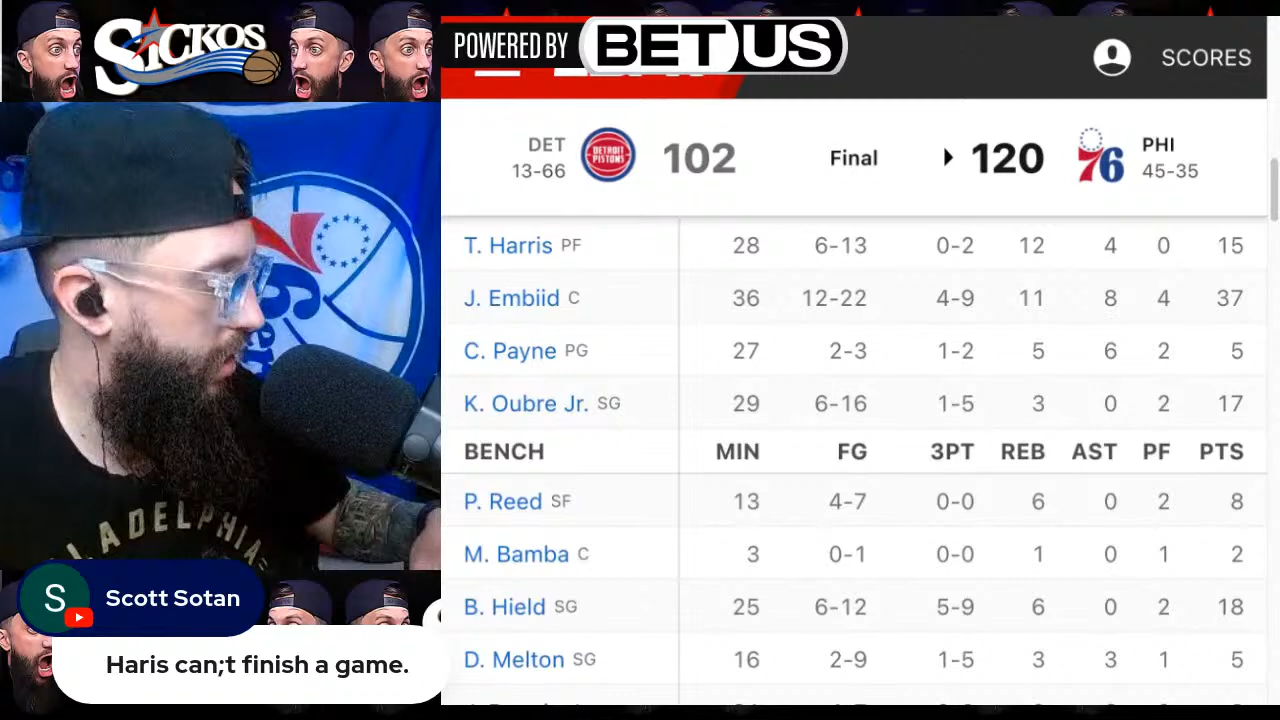 SICKOS
POWERED BY BETUS
SCORES
DET
13-66
DETROIT
PISTONS
102
Final
120
76
PHI
45-35
T. Harris PF 28 6-13 0-2 12 4 0 15
J. Embiid C 36 12-22 4-9 11 8 4 37
C. Payne PG 27 2-3 1-2 5 6 2 5
K. Oubre Jr. SG 29 6-16 1-5 3 0 2 17
BENCH MIN FG 3PT REB AST PF PTS
P. Reed SF 13 4-7 0-0 6 0 2 8
M. Bamba C 3 0-1 0-0 1 0 1 2
B. Hield SG 25 6-12 5-9 6 0 2 18
D. Melton SG 16 2-9 1-5 3 3 1 5
S
Scott Sotan
Haris can;t finish a game.